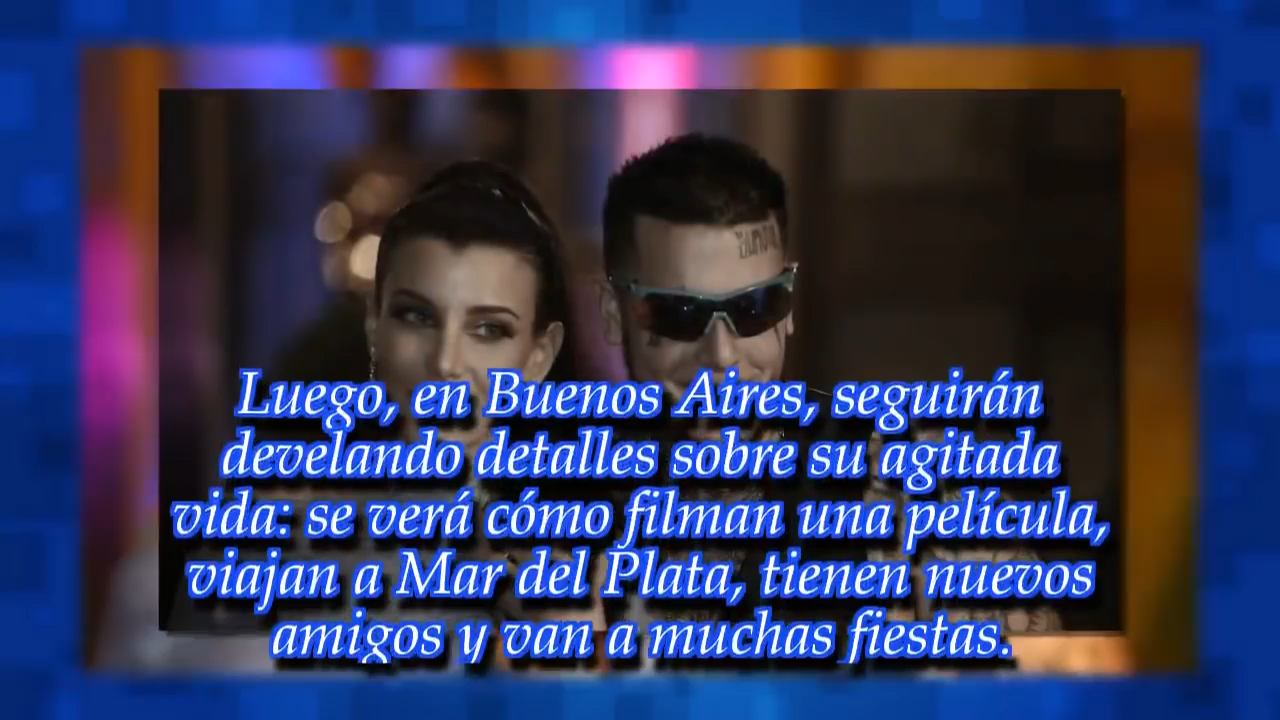 Luego, en Buenos Aires, seguirán
develando detalles sobre su agitada
vida: se verá cómo filman una película,
viajan a Mar del Plata, tienen nuevos
amigos y van a muchas fiestas.